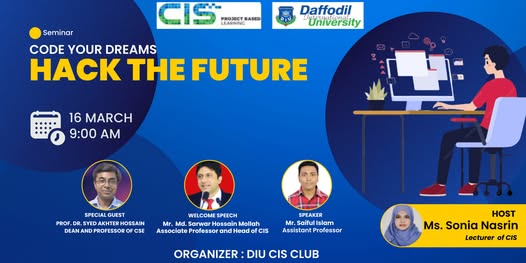 CIS
PROJECT BASED
LEARNING
Daffodil
International
University
Seminar
CODE YOUR DREAMS
HACK THE FUTURE
16 MARCH
9:00 AM
SPECIAL GUEST
PROF. DR. SYED AKHTER HOSSAIN
DEAN AND PROFESSOR OF CSE
WELCOME SPEECH
Mr. Md. Sarwar Hossain Mollah
Associate Professor and Head of CIS
SPEAKER
Mr. Saiful Islam
Assistant Professor
HOST
Ms. Sonia Nasrin
Lecturer of CIS
ORGANIZER : DIU CIS CLUB